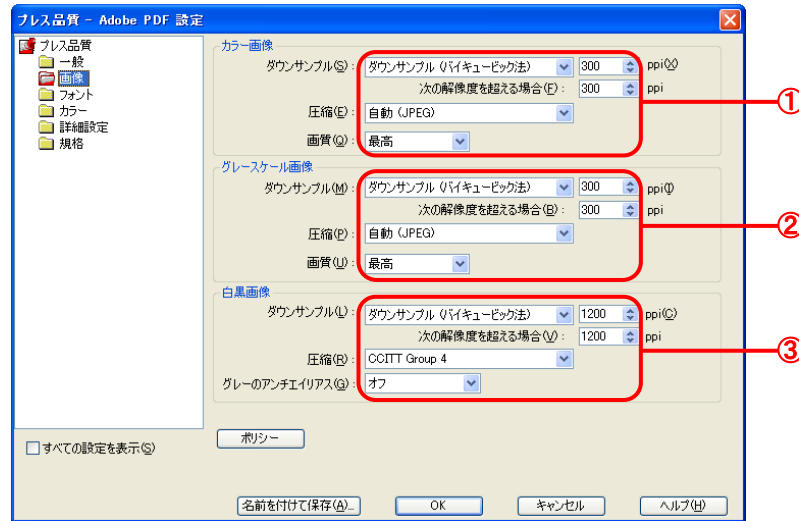 プレス品質 - Adobe PDF 設定
プレス品質
一般
画像
フォント
カラー
詳細設定
規格
すべての設定を表示(S)
カラー画像
ダウンサンプル(S): ダウンサンプル (バイキュービック法) 300 ppi(X)
次の解像度を超える場合(F): 300 ppi
圧縮(E): 自動 (JPEG)
画質(Q): 最高
①
グレースケール画像
ダウンサンプル(M): ダウンサンプル (バイキュービック法) 300 ppi(I)
次の解像度を超える場合(B): 300 ppi
圧縮(P): 自動 (JPEG)
画質(U): 最高
②
白黒画像
ダウンサンプル(L): ダウンサンプル (バイキュービック法) 1200 ppi(C)
次の解像度を超える場合(V): 1200 ppi
圧縮(R): CCITT Group 4
グレーのアンチエイリアス(G): オフ
③
ポリシー
名前を付けて保存(A)... OK キャンセル ヘルプ(H)